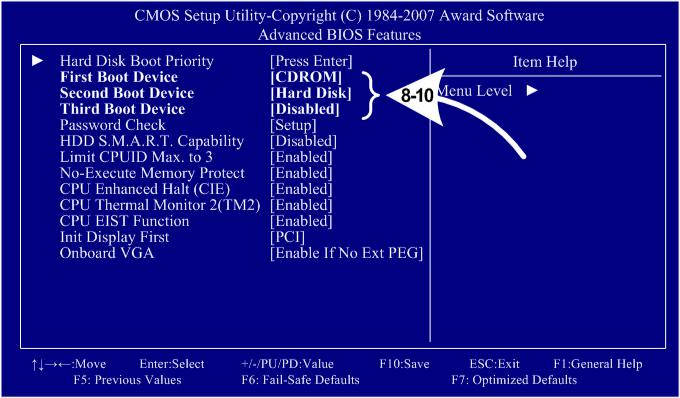 CMOS Setup Utility-Copyright (C) 1984-2007 Award Software
Advanced BIOS Features
▶ Hard Disk Boot Priority [Press Enter] Item Help
First Boot Device [CDROM]
Second Boot Device [Hard Disk] 8-10 Menu Level ▶
Third Boot Device [Disabled]
Password Check [Setup]
HDD S.M.A.R.T. Capability [Disabled]
Limit CPUID Max. to 3 [Enabled]
No-Execute Memory Protect [Enabled]
CPU Enhanced Halt (CIE) [Enabled]
CPU Thermal Monitor 2(TM2) [Enabled]
CPU EIST Function [Enabled]
Init Display First [PCI]
Onboard VGA [Enable If No Ext PEG]
↑↓→←:Move Enter:Select +/-/PU/PD:Value F10:Save ESC:Exit F1:General Help
F5: Previous Values F6: Fail-Safe Defaults F7: Optimized Defaults